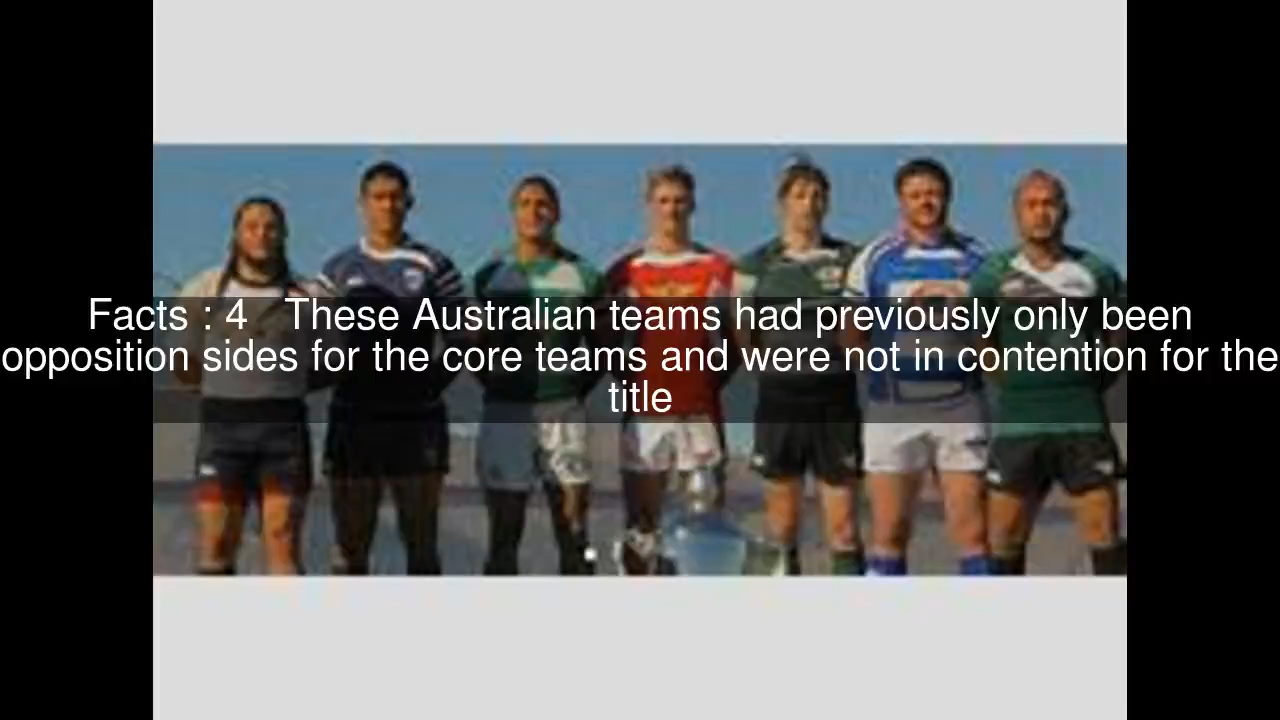 Facts : 4   These Australian teams had previously only been
opposition sides for the core teams and were not in contention for the
title